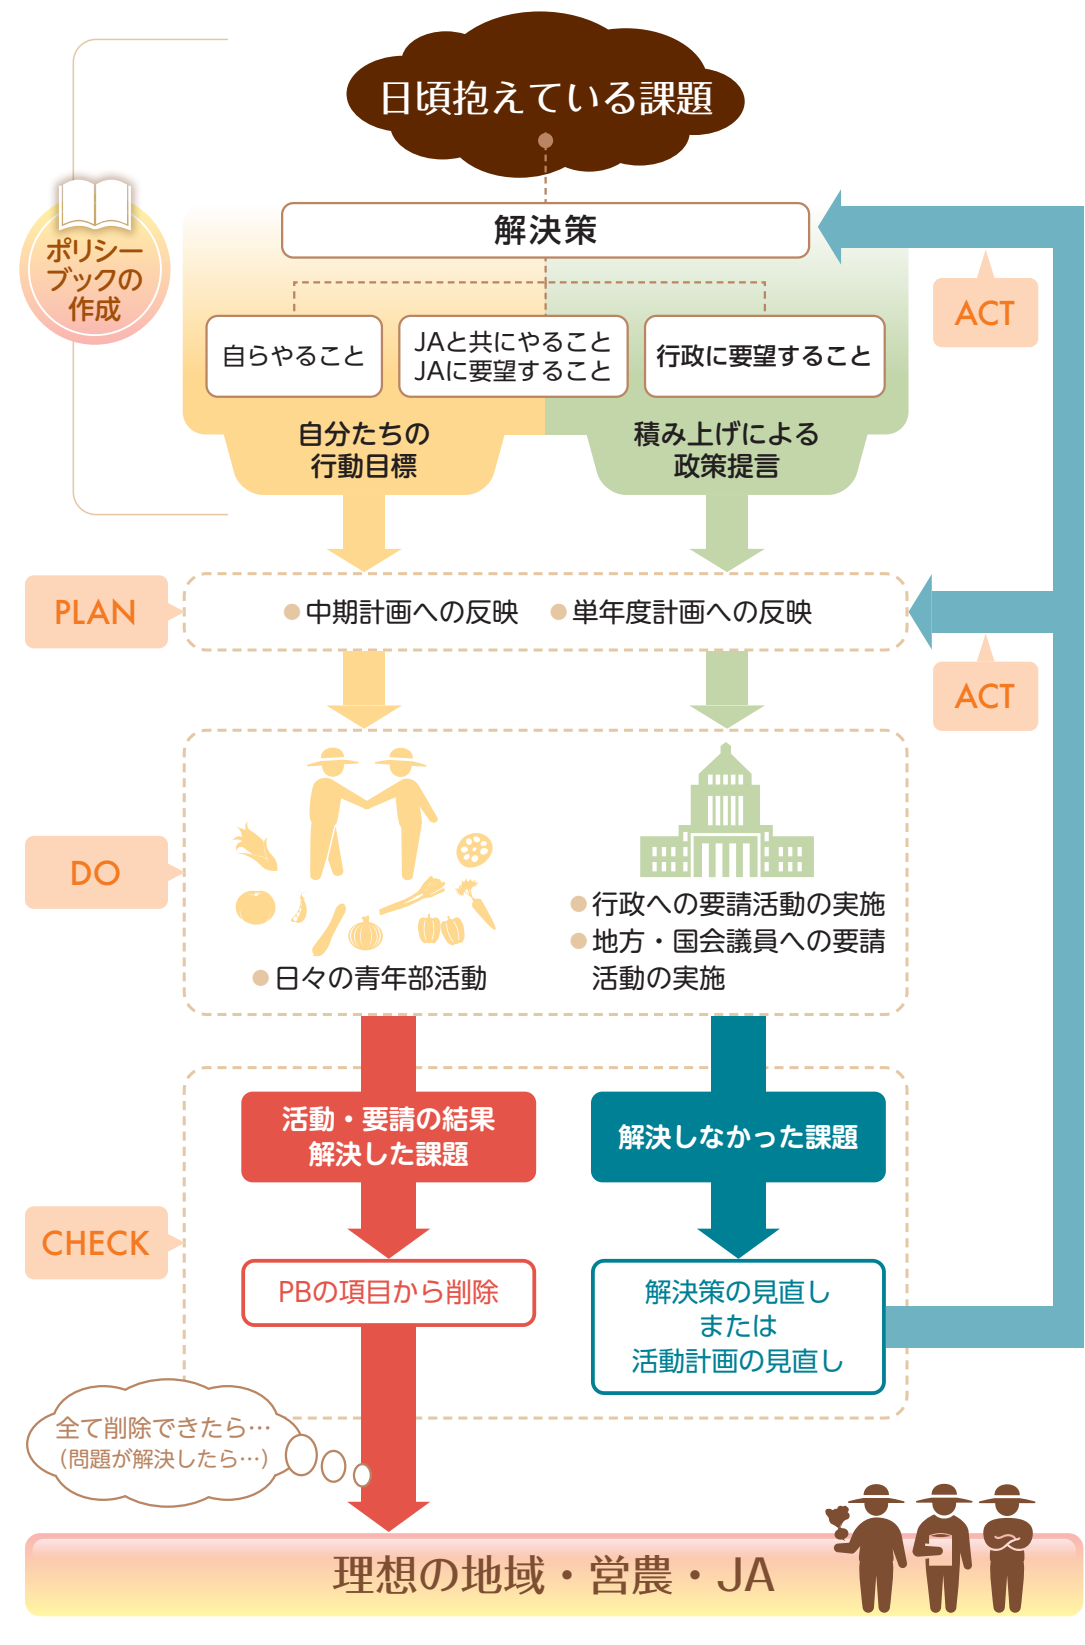 日頃抱えている課題
ポリシー
ブックの
作成
解決策
自らやること
JAと共にやること
JAに要望すること
行政に要望すること
ACT
自分たちの
行動目標
積み上げによる
政策提言
PLAN
●中期計画への反映
●単年度計画への反映
ACT
DO
●日々の青年部活動
●行政への要請活動の実施
●地方・国会議員への要請
活動の実施
CHECK
活動・要請の結果
解決した課題
解決しなかった課題
PBの項目から削除
解決策の見直し
または
活動計画の見直し
全て削除できたら…
（問題が解決したら…）
理想の地域・営農・JA